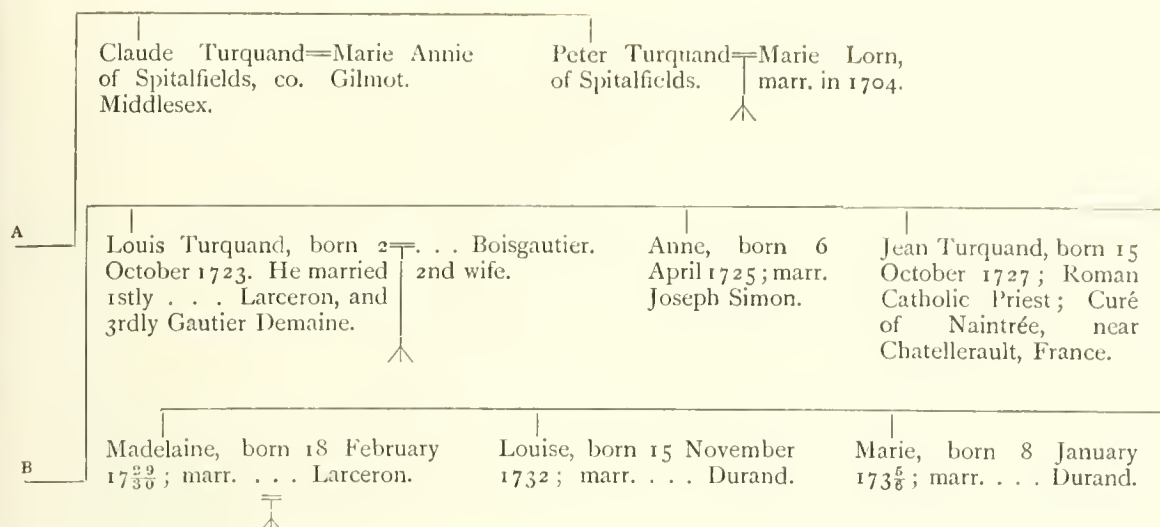 Claude Turquand=Marie Annie
of Spitalfields, co. Gilmot.
Middlesex.
Peter Turquand=Marie Lorn,
of Spitalfields. marr. in 1704.
A
Louis Turquand, born 2=. . . Boisgautier.
October 1723. He married 2nd wife.
1stly . . . Larceron, and
3rdly Gautier Demaine.
Anne, born 6
April 1725; marr.
Joseph Simon.
Jean Turquand, born 15
October 1727; Roman
Catholic Priest; Curé
of Naintrée, near
Chatellerault, France.
B
Madelaine, born 18 February
17 29/30; marr. . . . Larceron.
Louise, born 15 November
1732; marr. . . . Durand.
Marie, born 8 January
173 5/6; marr. . . . Durand.